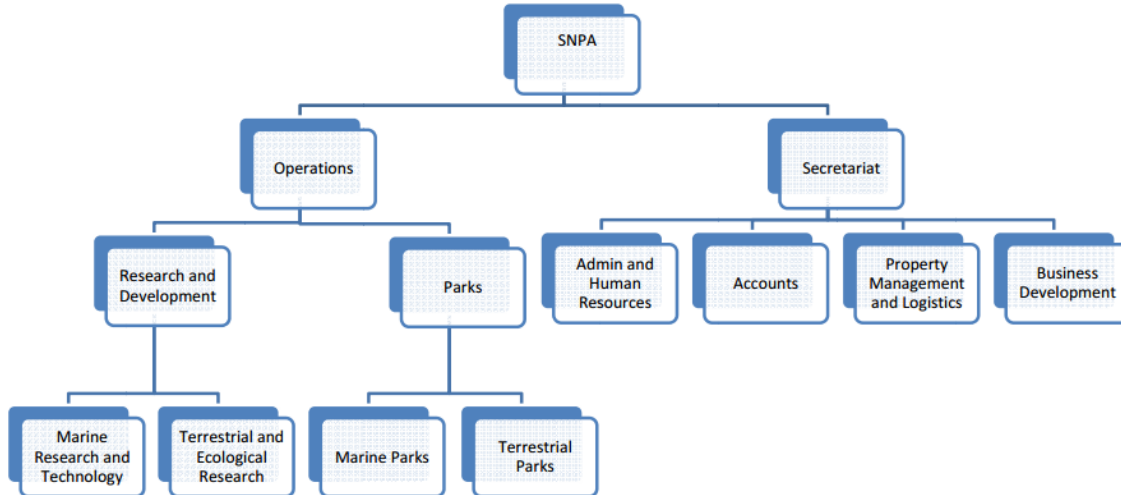 SNPA
Operations
Secretariat
Research and
Development
Parks
Admin and
Human
Resources
Accounts
Property
Management
and Logistics
Business
Development
Marine
Research and
Technology
Terrestrial and
Ecological
Research
Marine Parks
Terrestrial
Parks